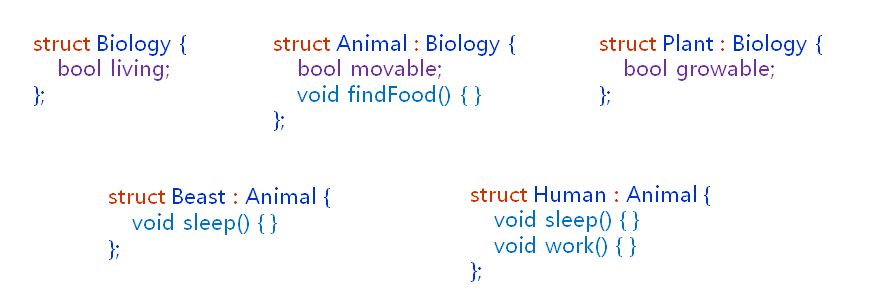 struct Biology {
bool living;
};
struct Animal : Biology {
bool movable;
void findFood() { }
};
struct Plant : Biology {
bool growable;
};
struct Beast : Animal {
void sleep() { }
};
struct Human : Animal {
void sleep() { }
void work() { }
};